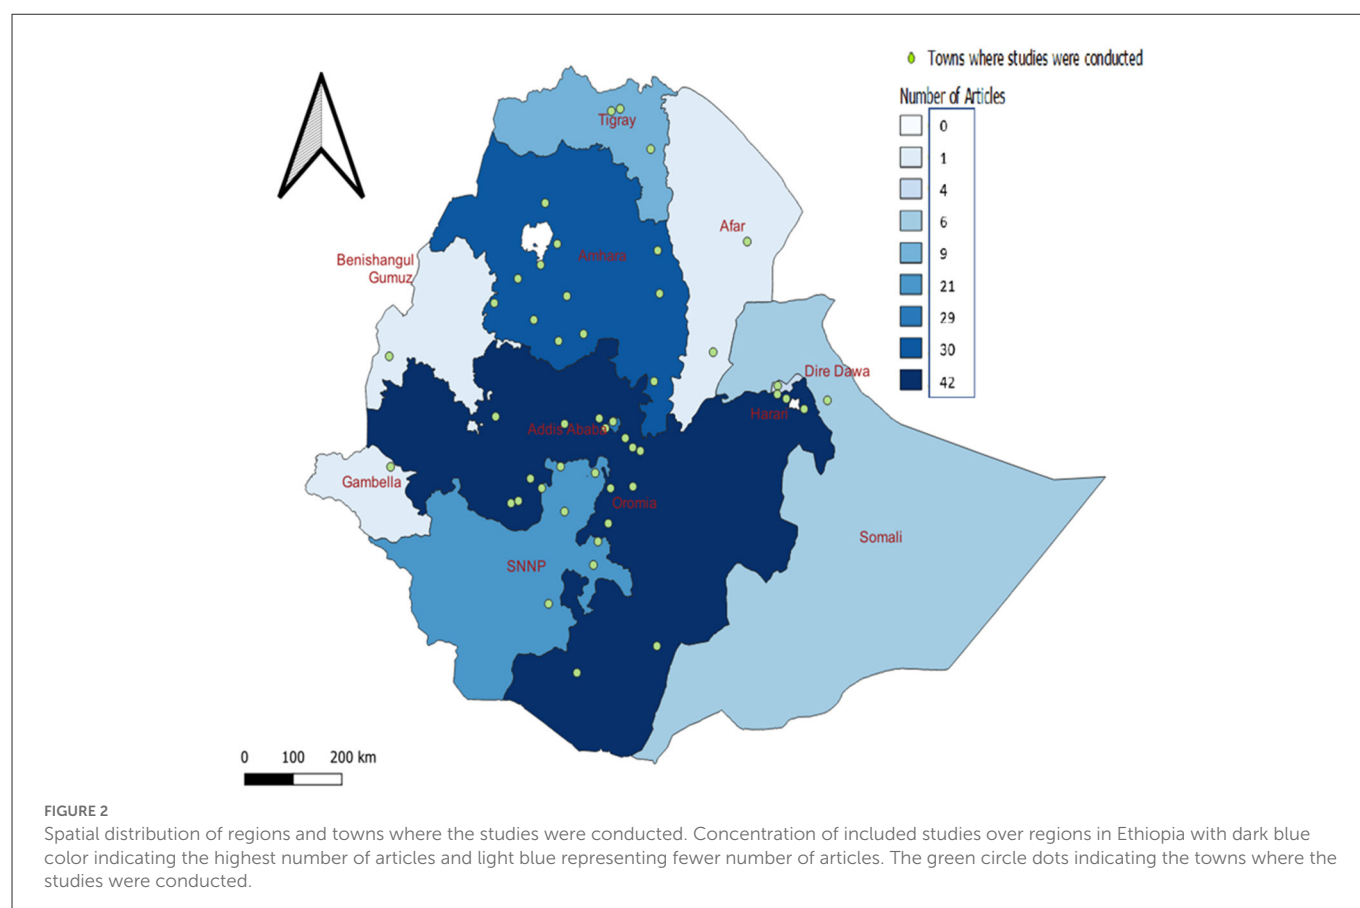 Towns where studies were conducted
Number of Articles
0
1
4
6
9
21
29
30
42
Tigray
Afar
Benishangul
Gumuz
Amhara
Dire Dawa
Harari
Addis Ababa
Gambella
Oromia
Somali
SNNP
0 100 200 km
FIGURE 2
Spatial distribution of regions and towns where the studies were conducted. Concentration of included studies over regions in Ethiopia with dark blue
color indicating the highest number of articles and light blue representing fewer number of articles. The green circle dots indicating the towns where the
studies were conducted.